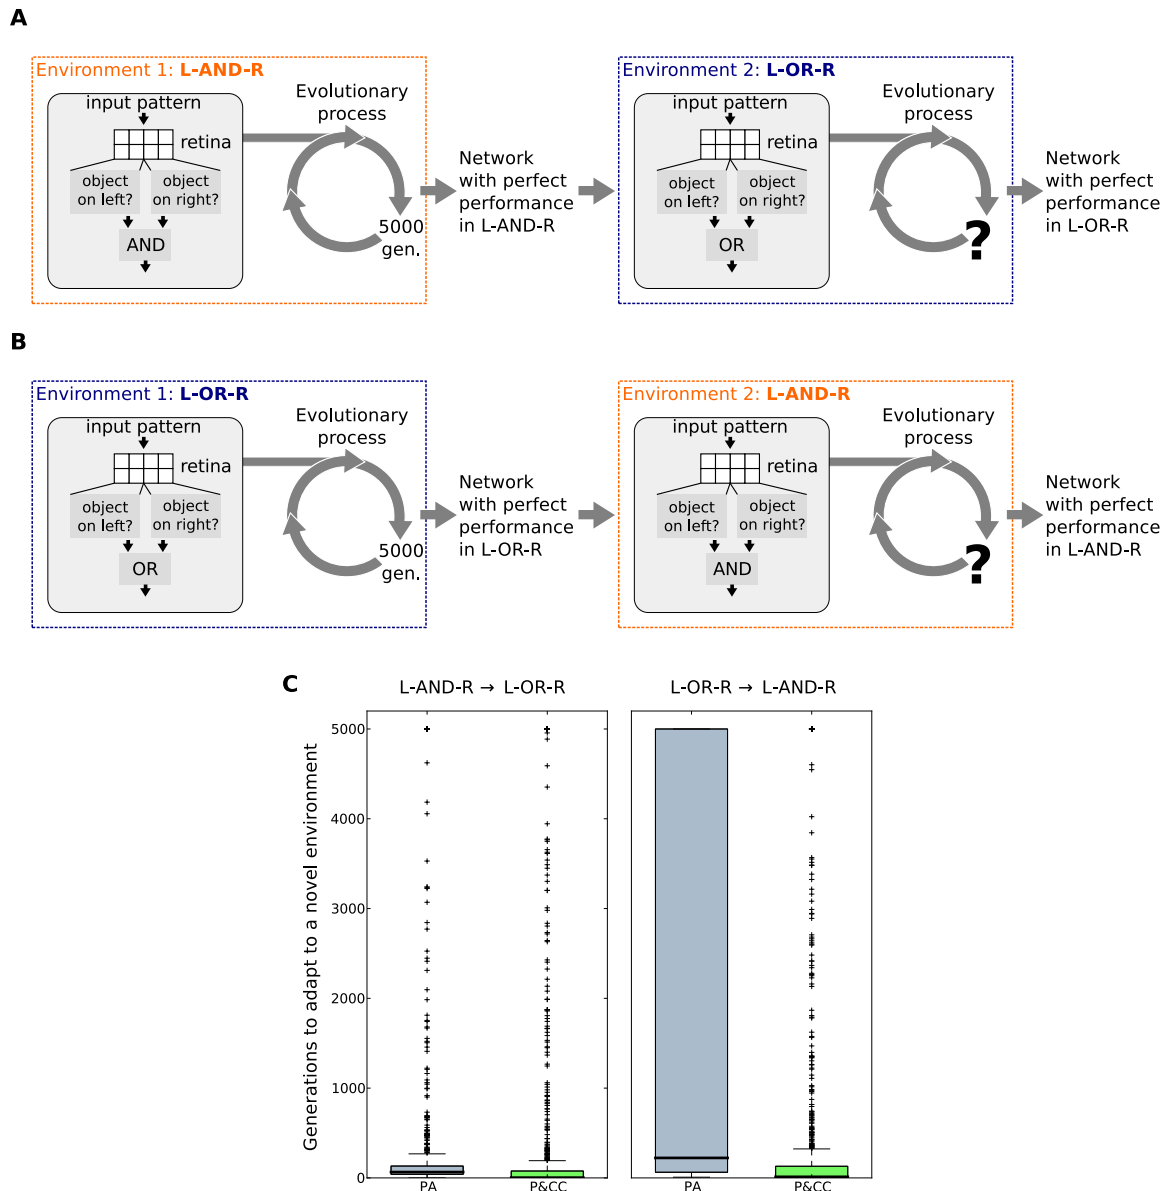 A
Environment 1: L-AND-R
input pattern
retina
object
on left?
object
on right?
AND
Evolutionary
process
5000
gen.
Network
with perfect
performance
in L-AND-R
Environment 2: L-OR-R
input pattern
retina
object
on left?
object
on right?
OR
Evolutionary
process
?
Network
with perfect
performance
in L-OR-R
B
Environment 1: L-OR-R
input pattern
retina
object
on left?
object
on right?
OR
Evolutionary
process
5000
gen.
Network
with perfect
performance
in L-OR-R
Environment 2: L-AND-R
input pattern
retina
object
on left?
object
on right?
AND
Evolutionary
process
?
Network
with perfect
performance
in L-AND-R
C
L-AND-R → L-OR-R
L-OR-R → L-AND-R
Generations to adapt to a novel environment
5000
4000
3000
2000
1000
0
PA
P&CC
PA
P&CC